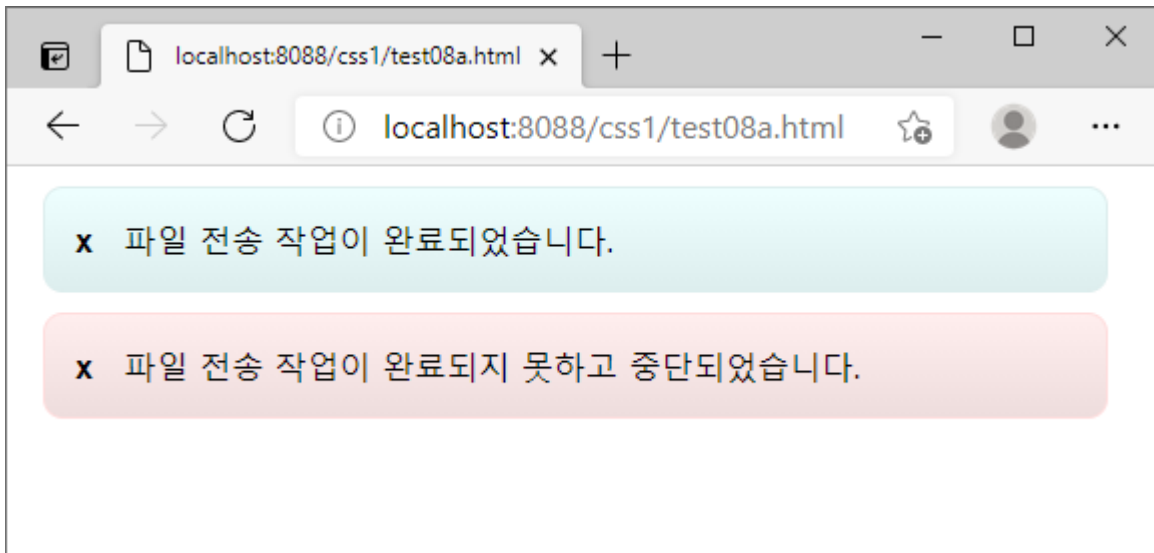 localhost:8088/css1/test08a.html
localhost:8088/css1/test08a.html
x 파일 전송 작업이 완료되었습니다.
x 파일 전송 작업이 완료되지 못하고 중단되었습니다.